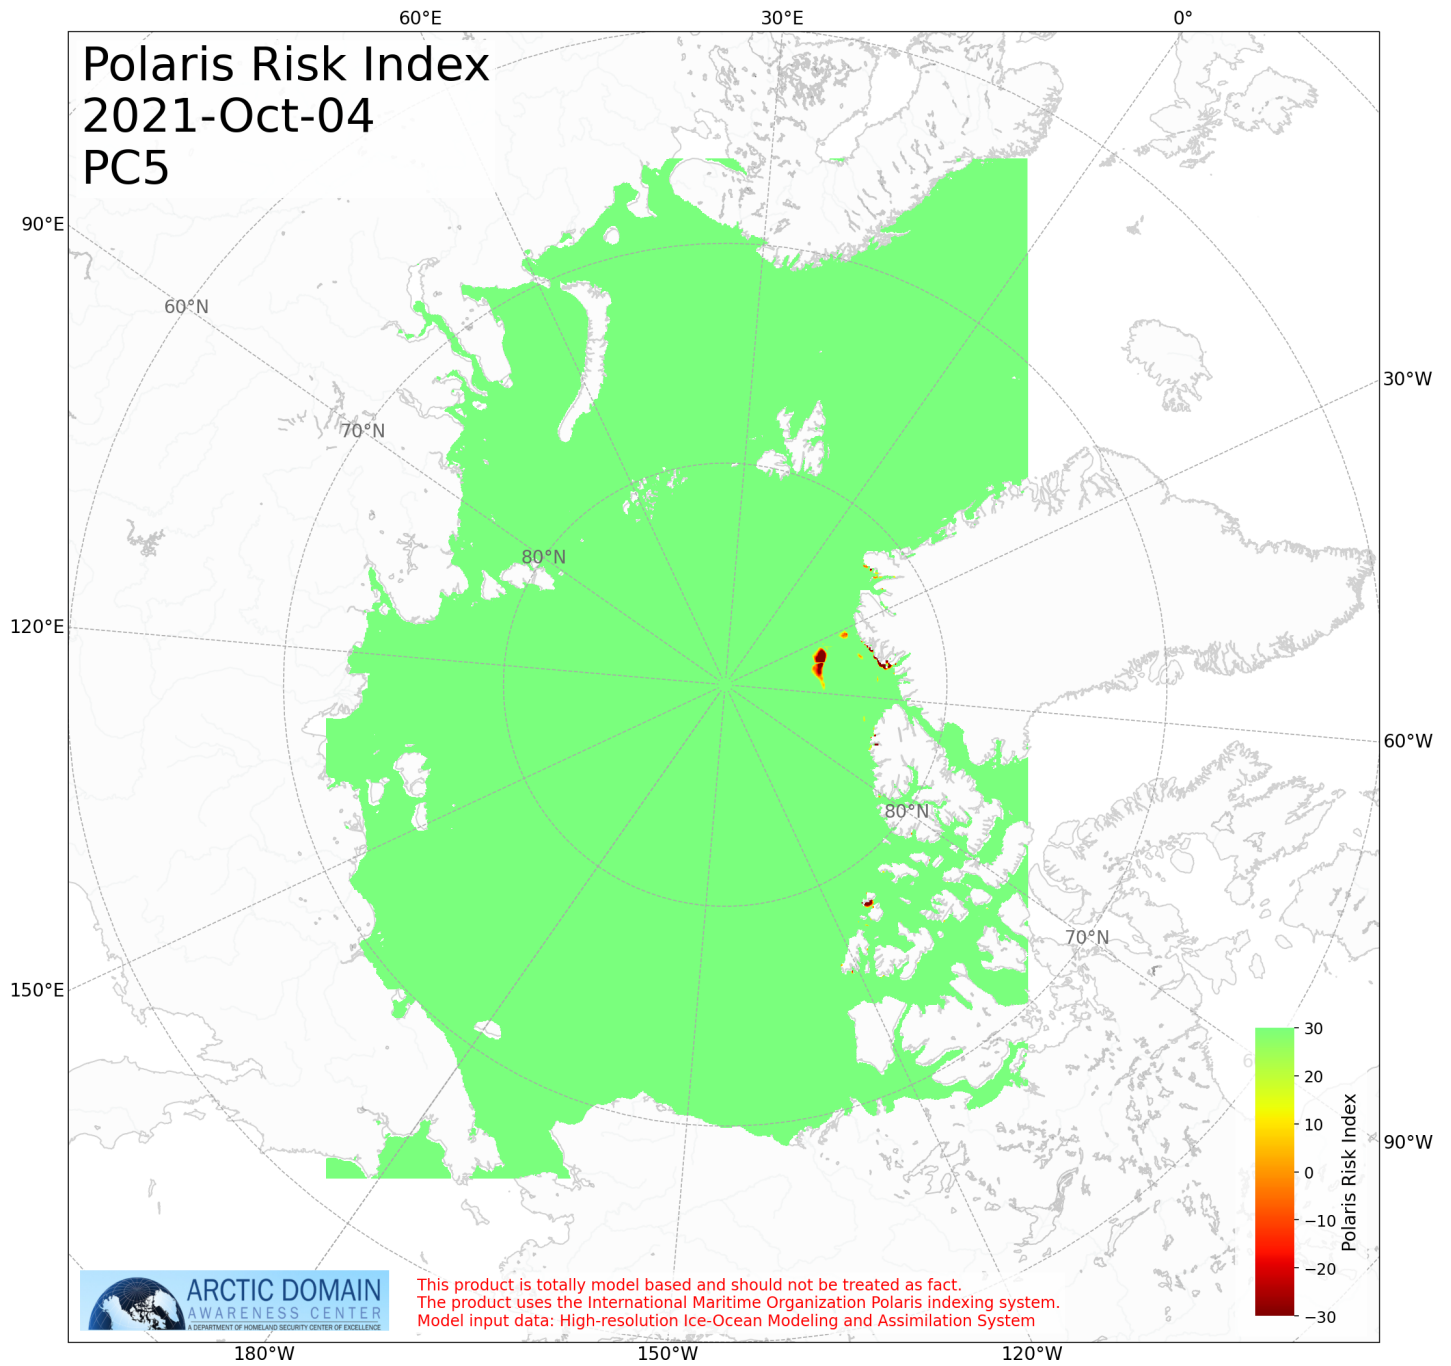 60°E
30°E
0°
Polaris Risk Index
2021-Oct-04
PC5
90°E
60°N
30°W
70°N
80°N
120°E
60°W
80°N
70°N
150°E
30
20
10
0
−10
−20
−30
Polaris Risk Index
90°W
ARCTIC DOMAIN
AWARENESS CENTER
A DEPARTMENT OF HOMELAND SECURITY CENTER OF EXCELLENCE
This product is totally model based and should not be treated as fact.
The product uses the International Maritime Organization Polaris indexing system.
Model input data: High-resolution Ice-Ocean Modeling and Assimilation System
180°W
150°W
120°W